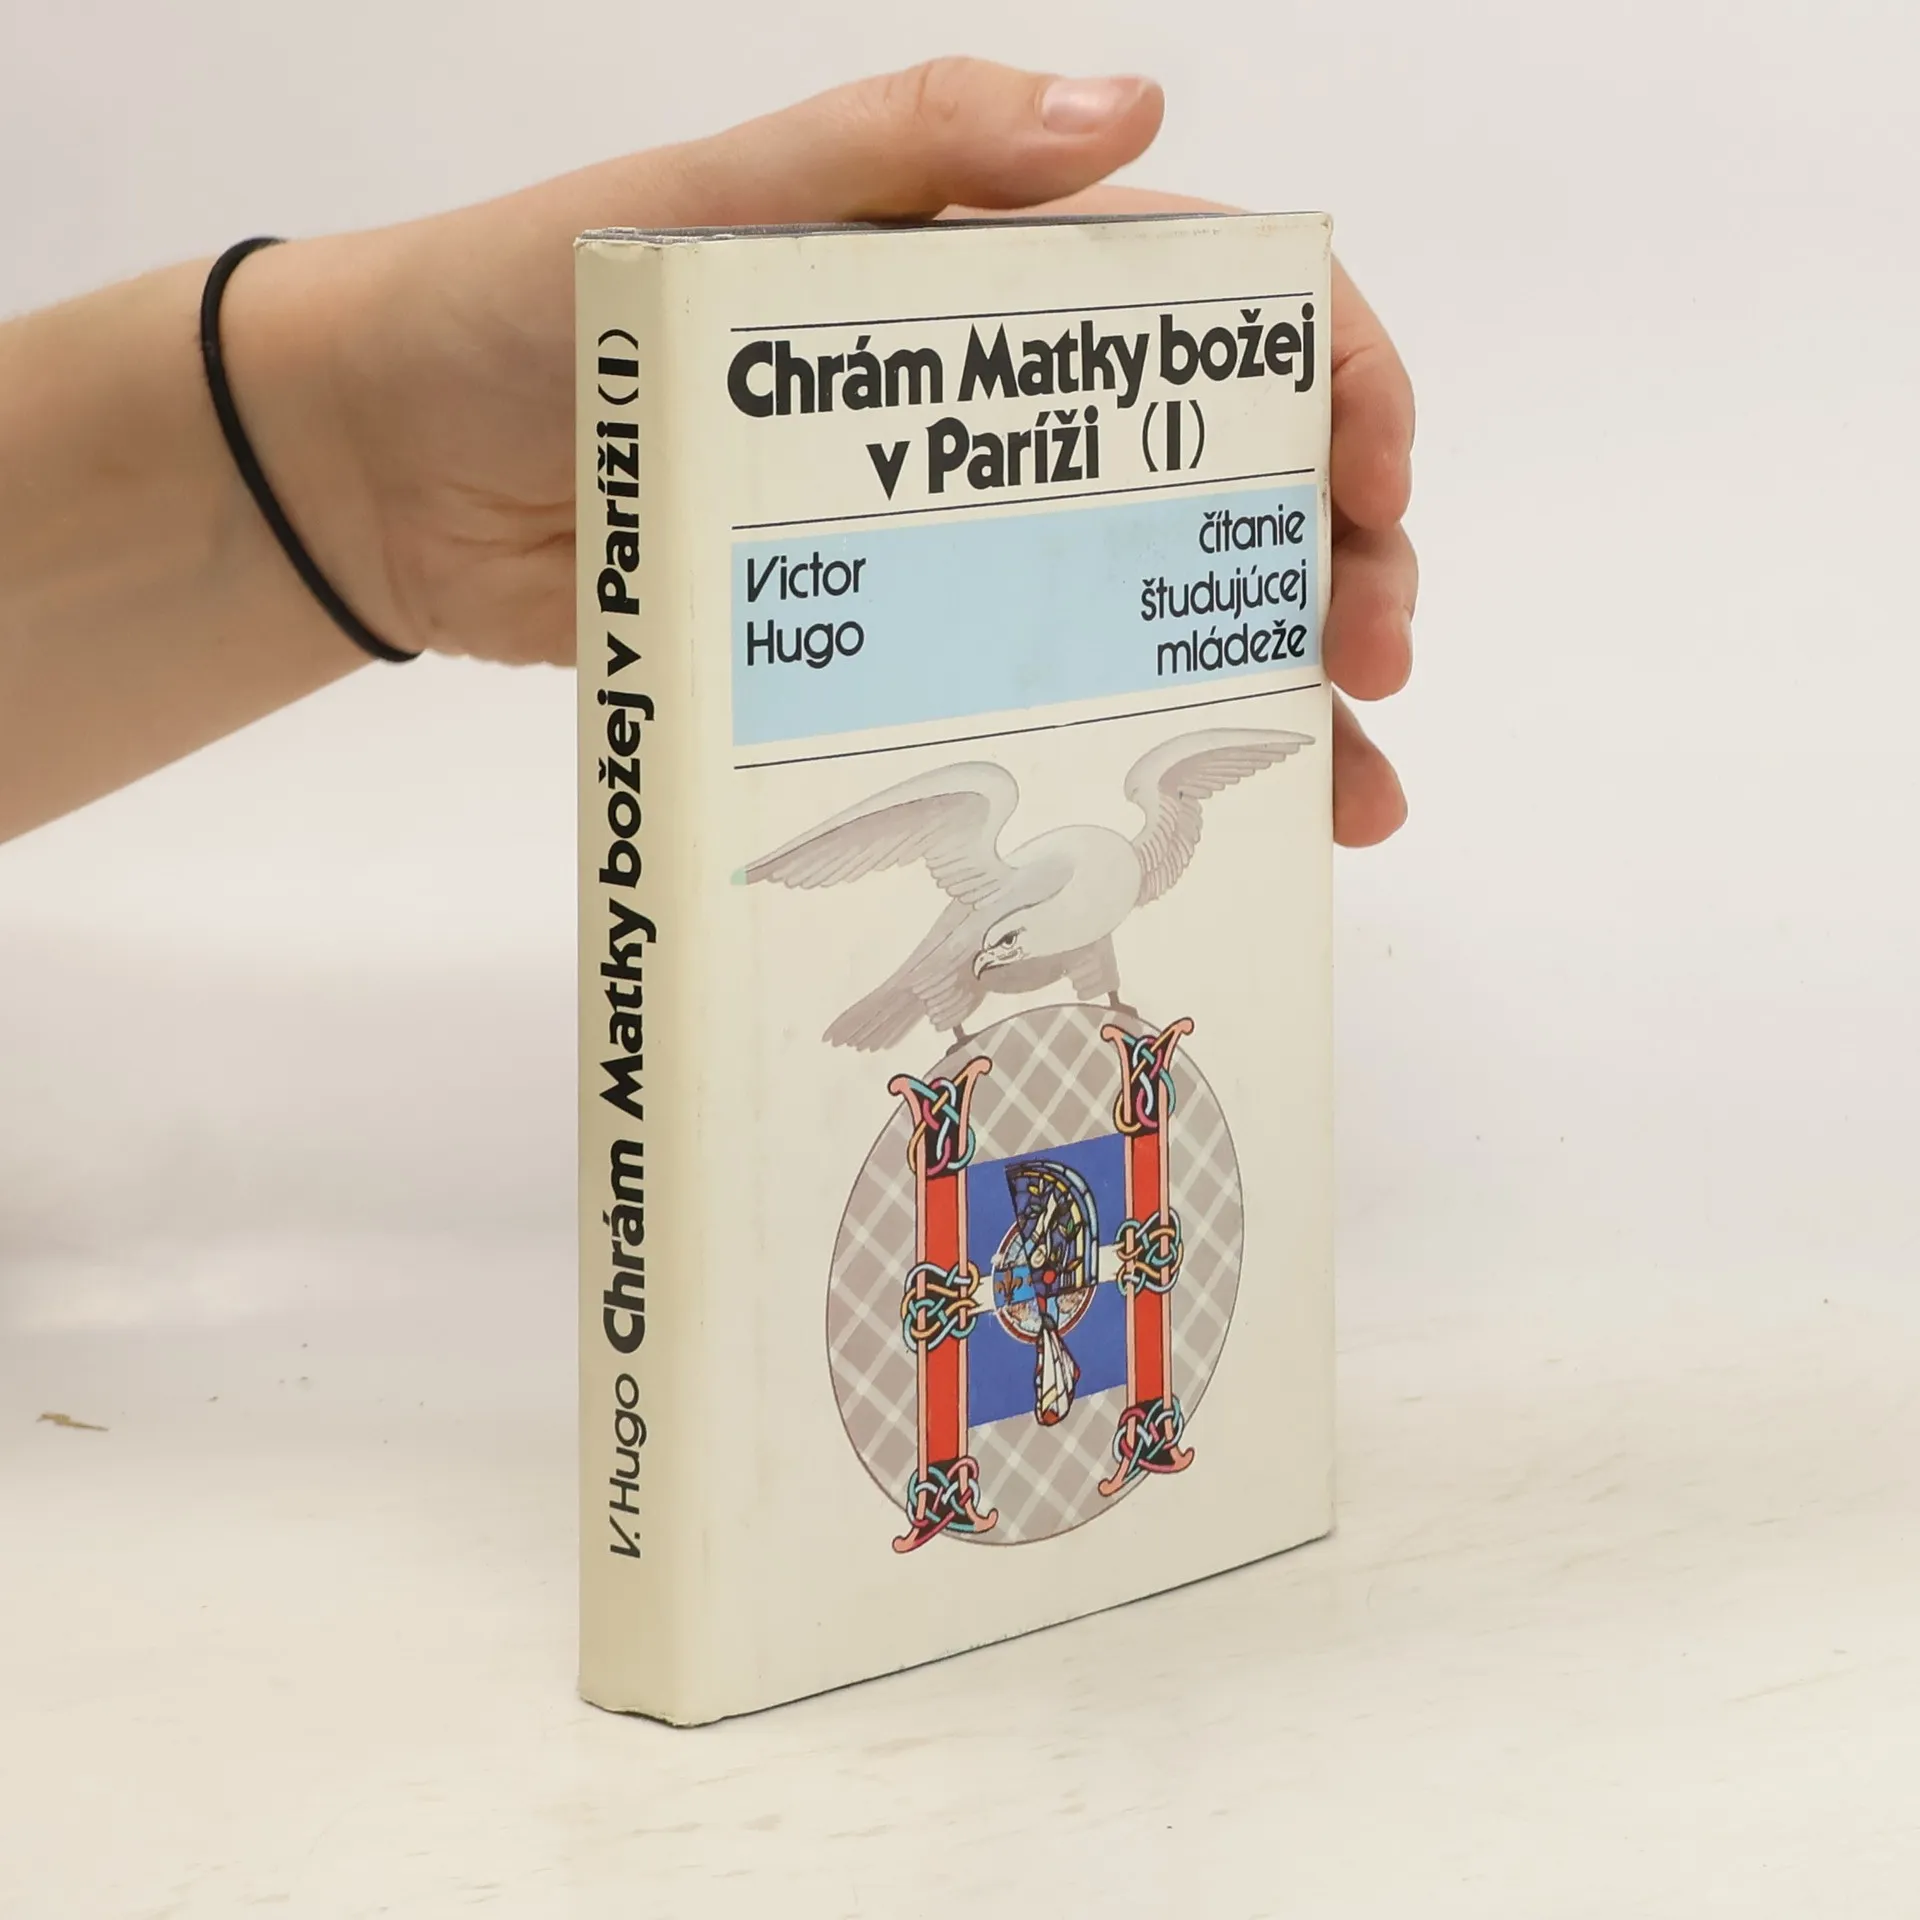 Chrám Matky božej
v Paríži (I)
Victor
Hugo
čítanie
študujúcej
mládeže
V. Hugo Chrám Matky božej v Paríži (I)